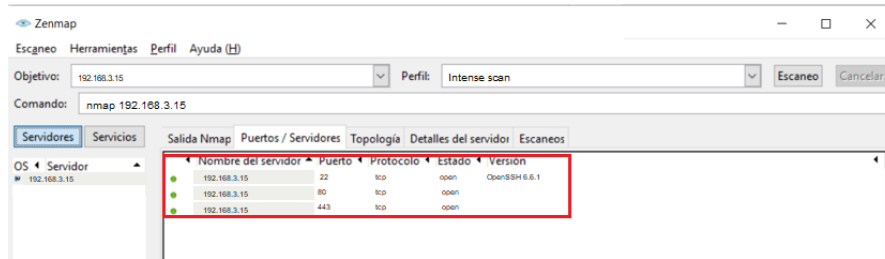 Zenmap
Escaneo Herramientas Perfil Ayuda (H)
Objetivo: 192.168.3.15 Perfil: Intense scan Escaneo Cancelar
Comando: nmap 192.168.3.15
Servidores Servicios Salida Nmap Puertos / Servidores Topología Detalles del servidor Escaneos
OS Servidor Nombre del servidor Puerto Protocolo Estado Versión
192.168.3.15 192.168.3.15 22 tcp open OpenSSH 6.6.1
192.168.3.15 80 tcp open
192.168.3.15 443 tcp open